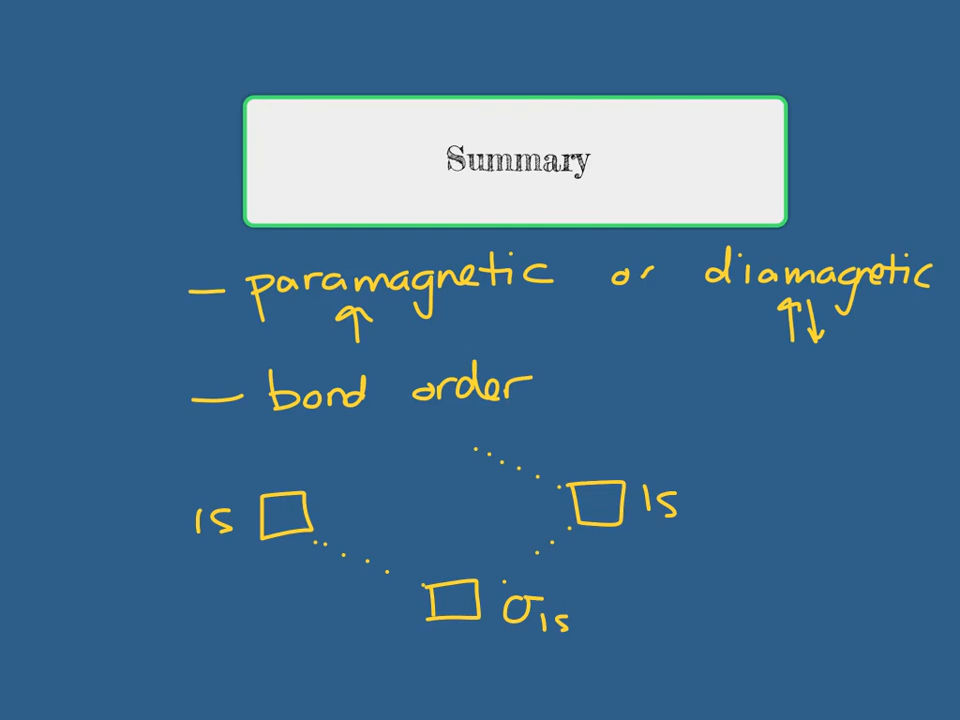 Summary
- paramagnetic or diamagnetic
↑ ↑↓
- bond order
1s 1s
σ1s